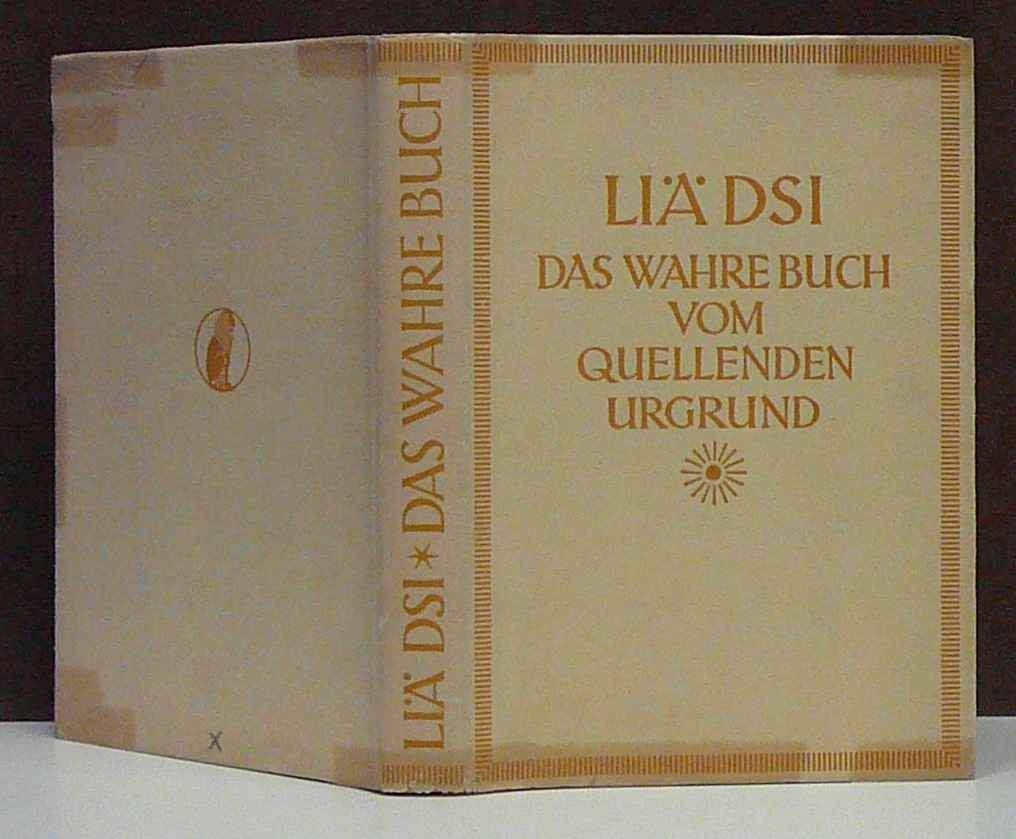 LIÄ DSI
DAS WAHRE BUCH
VOM
QUELLENDEN
URGRUND
LIÄ DSI * DAS WAHRE BUCH
X